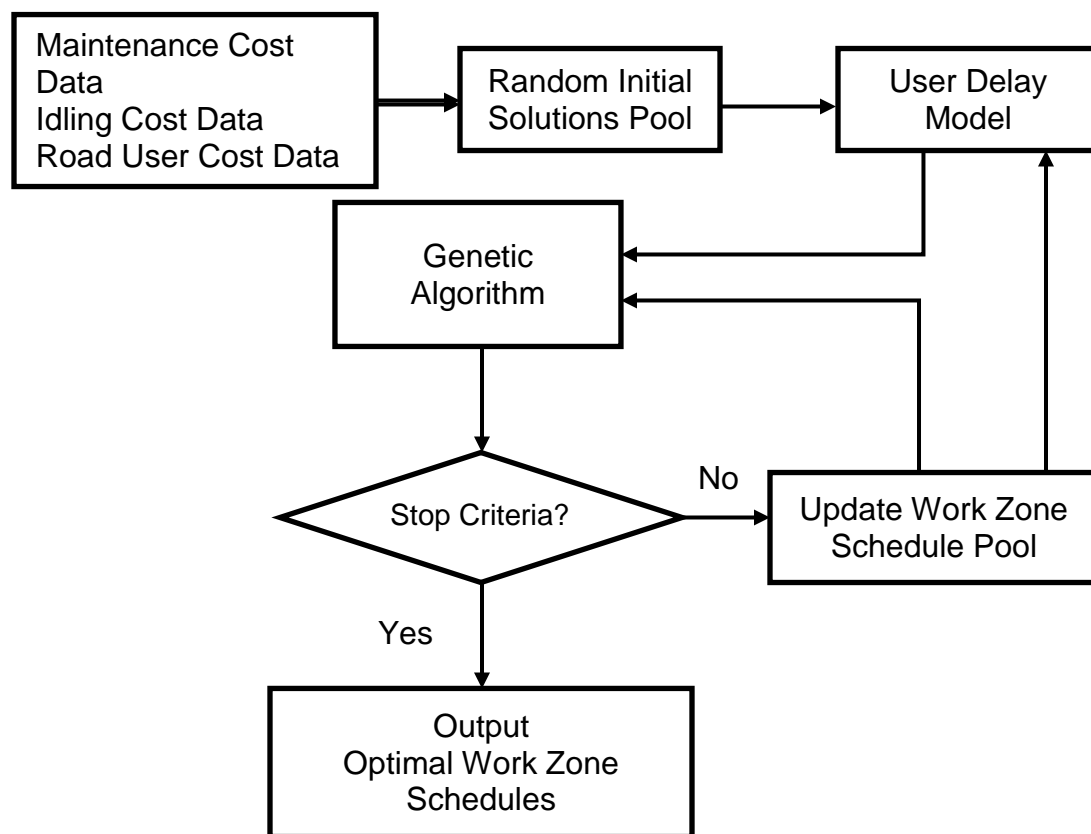 Maintenance Cost
Data
Idling Cost Data
Road User Cost Data
Random Initial
Solutions Pool
User Delay
Model
Genetic
Algorithm
Stop Criteria?
No
Update Work Zone
Schedule Pool
Yes
Output
Optimal Work Zone
Schedules